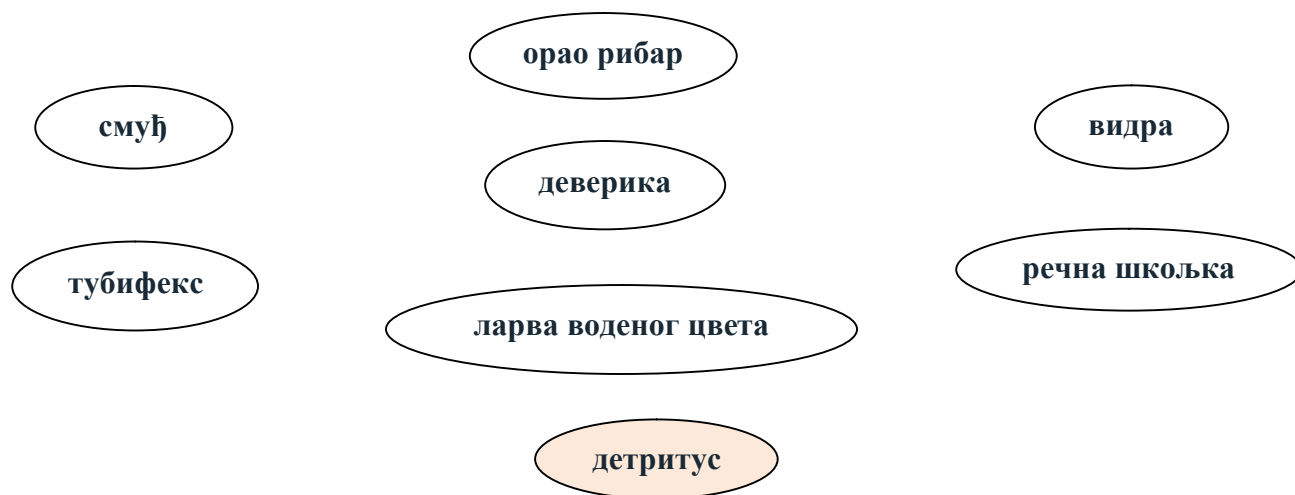 орао рибар
смуђ
видра
деверика
тубифекс
речна шкољка
ларва воденог цвета
детритус